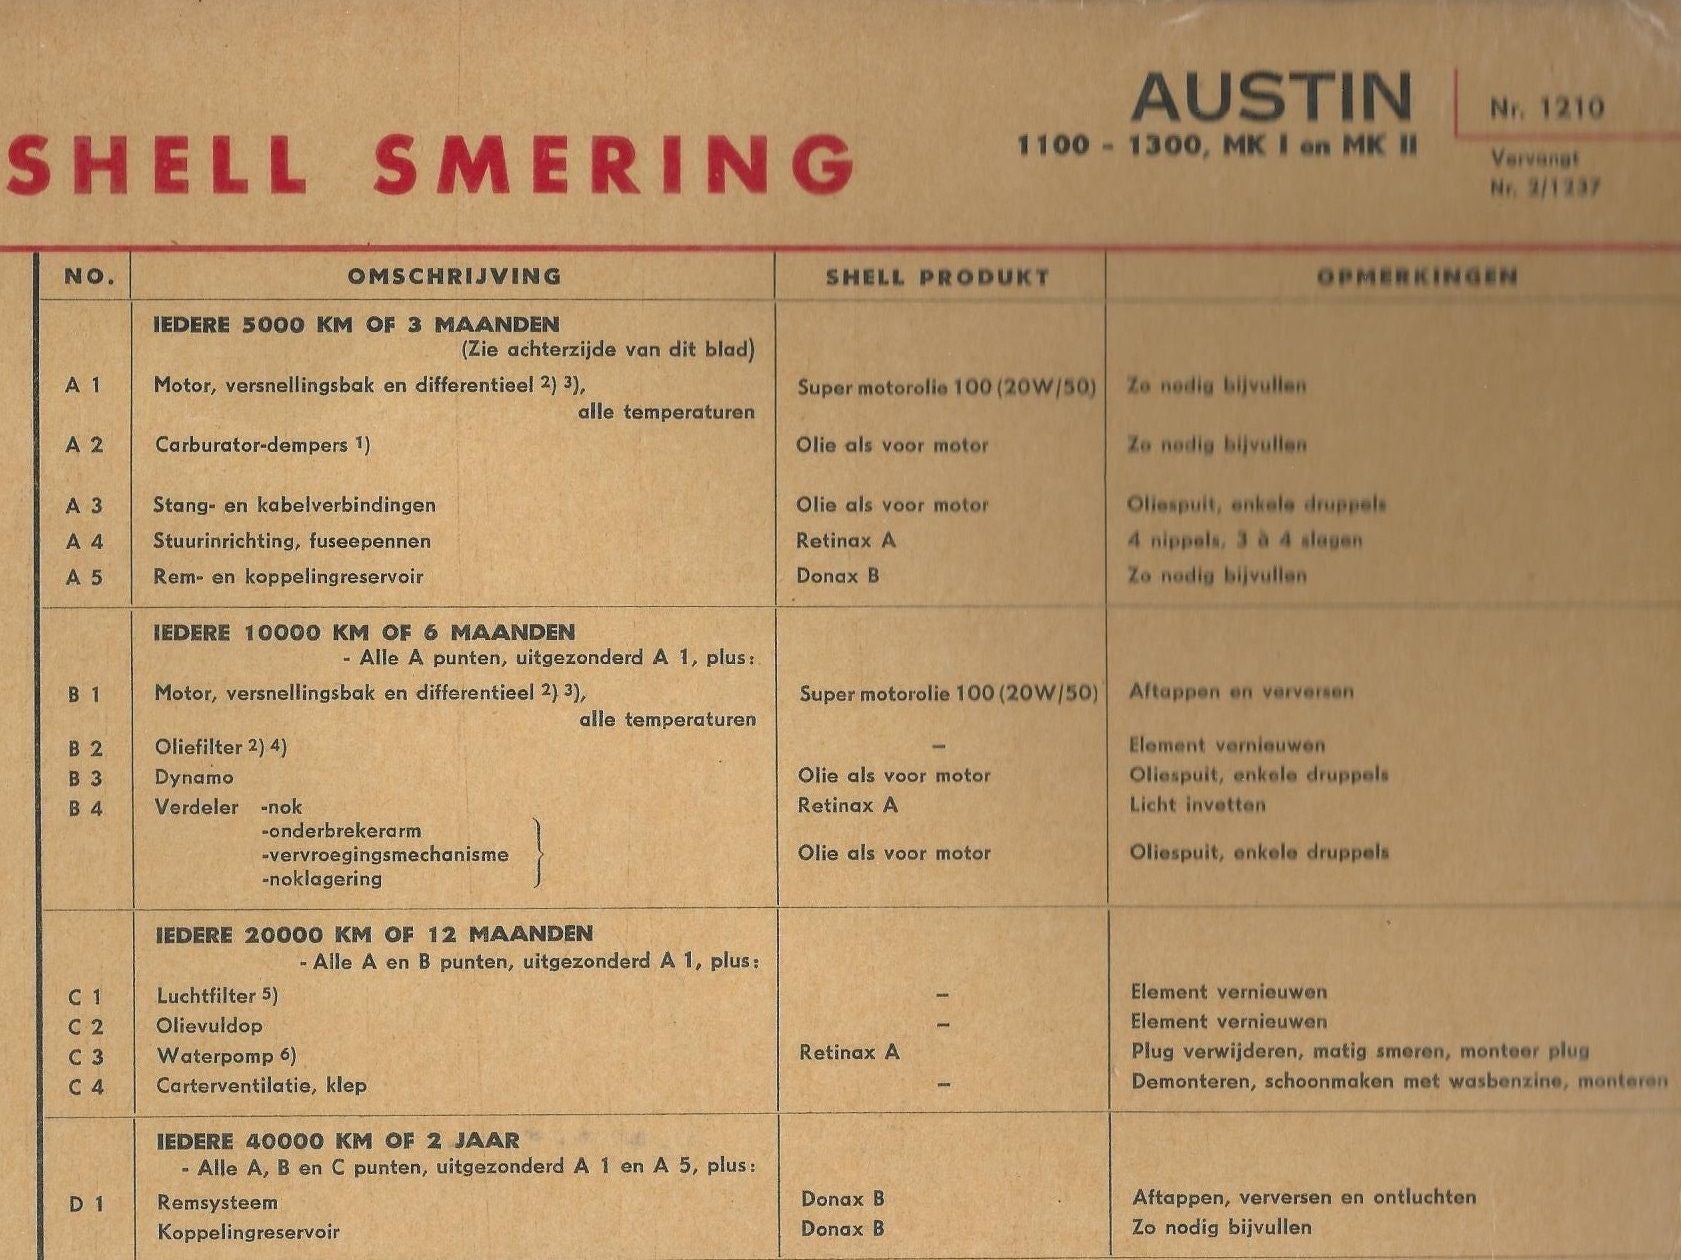 AUSTIN
1100 - 1300, MK I en MK II
Nr. 1210
Vervangt
Nr. 2/1237
SHELL SMERING
NO. OMSCHRIJVING SHELL PRODUKT OPMERKINGEN
IEDERE 5000 KM OF 3 MAANDEN
(Zie achterzijde van dit blad)
A 1 Motor, versnellingsbak en differentieel 2) 3), Super motorolie 100 (20W/50) Zo nodig bijvullen
alle temperaturen
A 2 Carburator-dempers 1) Olie als voor motor Zo nodig bijvullen
A 3 Stang- en kabelverbindingen Olie als voor motor Oliespuit, enkele druppels
A 4 Stuurinrichting, fuseepennen Retinax A 4 nippels, 3 à 4 slagen
A 5 Rem- en koppelingreservoir Donax B Zo nodig bijvullen
IEDERE 10000 KM OF 6 MAANDEN
- Alle A punten, uitgezonderd A 1, plus:
B 1 Motor, versnellingsbak en differentieel 2) 3), Super motorolie 100 (20W/50) Aftappen en verversen
alle temperaturen
B 2 Oliefilter 2) 4) – Element vernieuwen
B 3 Dynamo Olie als voor motor Oliespuit, enkele druppels
B 4 Verdeler -nok Retinax A Licht invetten
-onderbrekerarm
-vervroegingsmechanisme Olie als voor motor Oliespuit, enkele druppels
-noklagering
IEDERE 20000 KM OF 12 MAANDEN
- Alle A en B punten, uitgezonderd A 1, plus:
C 1 Luchtfilter 5) – Element vernieuwen
C 2 Olievuldop – Element vernieuwen
C 3 Waterpomp 6) Retinax A Plug verwijderen, matig smeren, monteer plug
C 4 Carterventilatie, klep – Demonteren, schoonmaken met wasbenzine, monteren
IEDERE 40000 KM OF 2 JAAR
- Alle A, B en C punten, uitgezonderd A 1 en A 5, plus:
D 1 Remsysteem Donax B Aftappen, verversen en ontluchten
Koppelingreservoir Donax B Zo nodig bijvullen